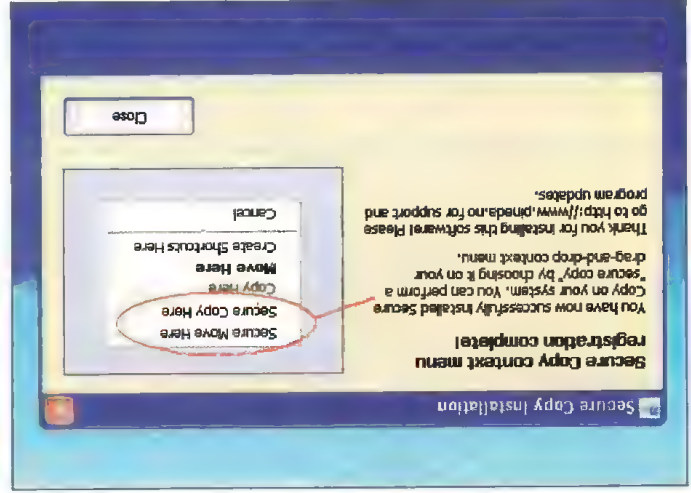 Secure Copy Installation
Secure Copy context menu
registration complete!
You have now successfully installed Secure
Copy on your system. You can perform a
"secure copy" by choosing it on your
drag-and-drop context menu.
Thank you for installing this software! Please
go to http://www.pineda.no for support and
program updates.
Secure Move Here
Secure Copy Here
Copy Here
Move Here
Create Shortcuts Here
Cancel
Close